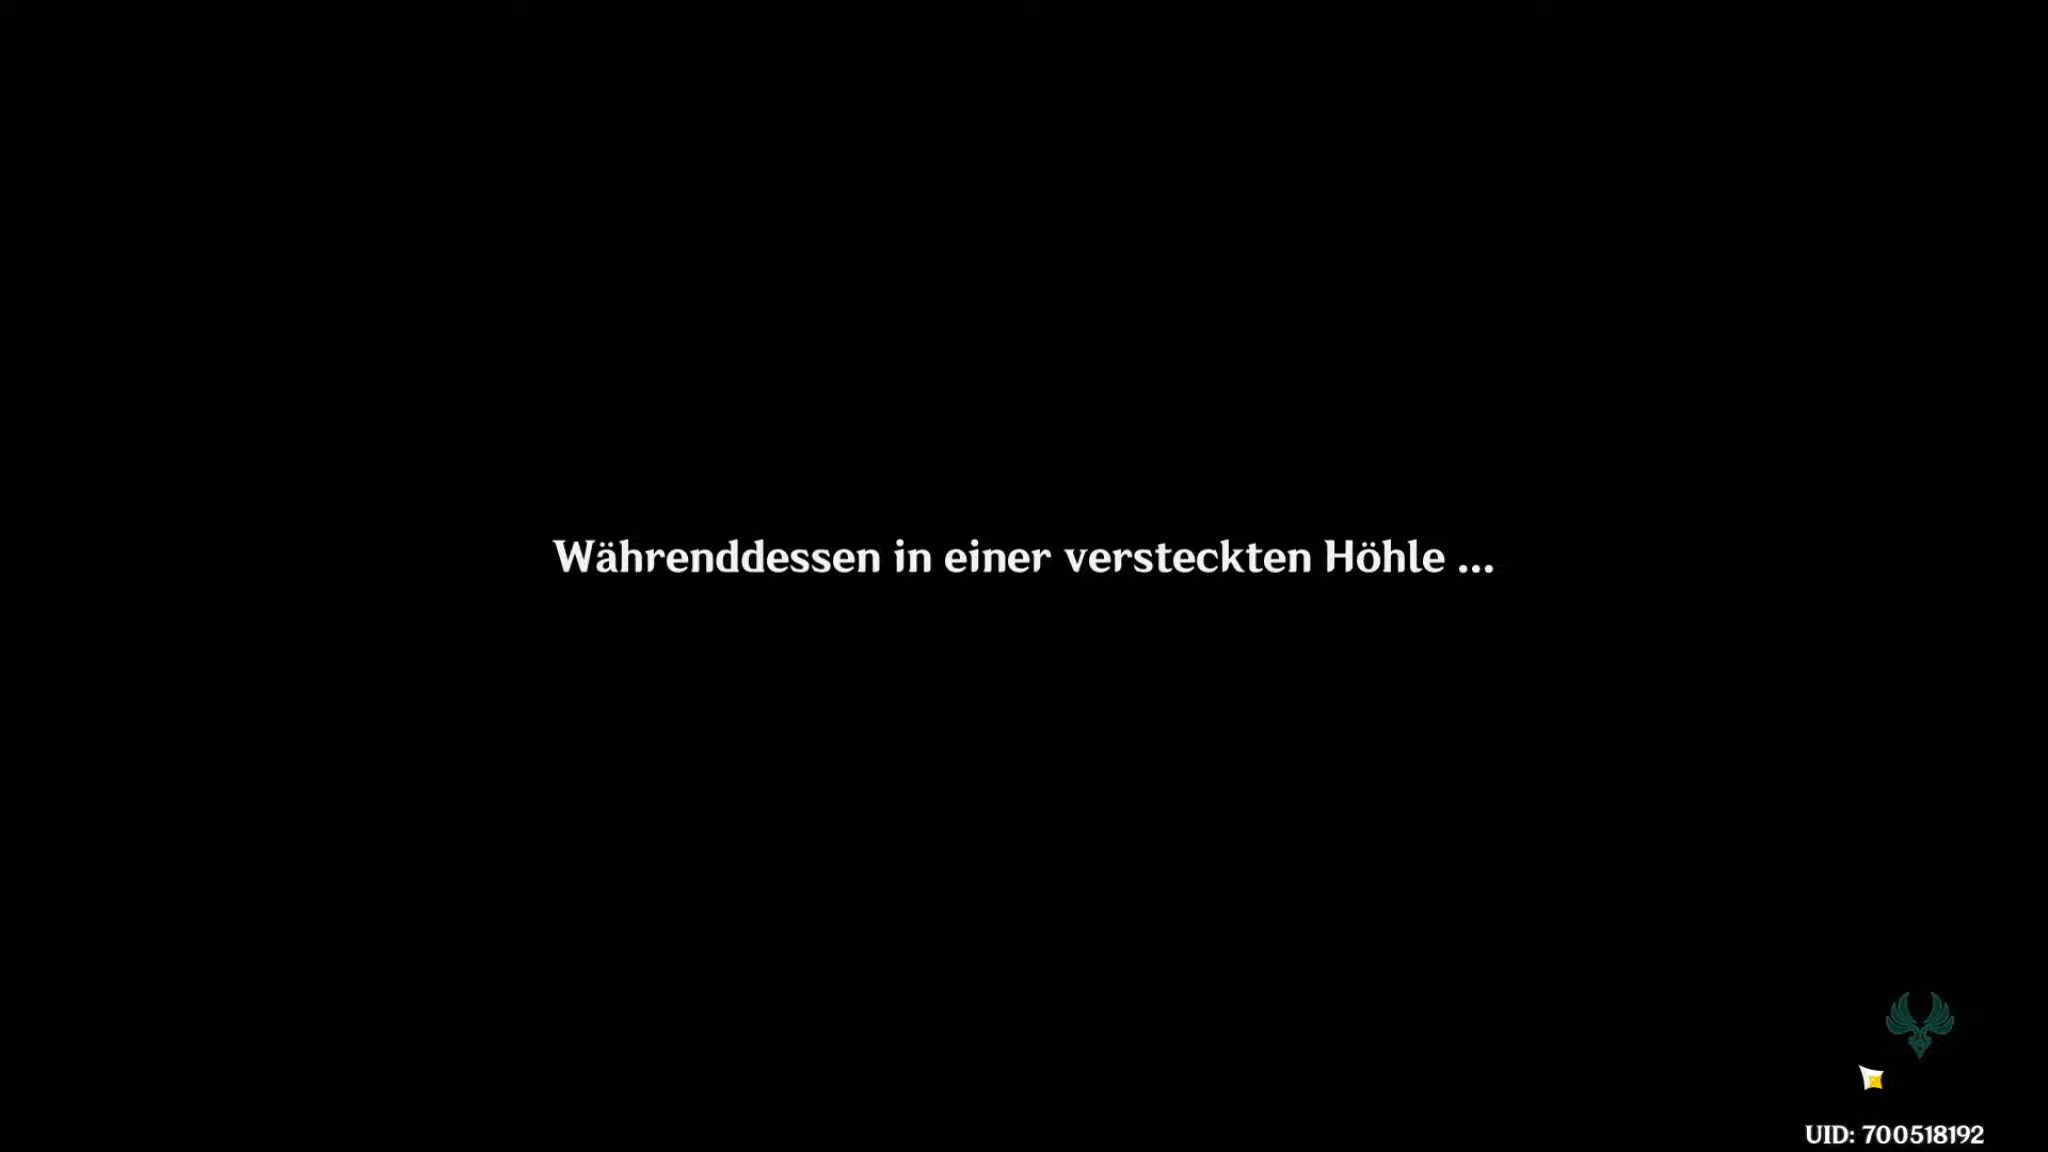 Währenddessen in einer versteckten Höhle ...
UID: 700518192